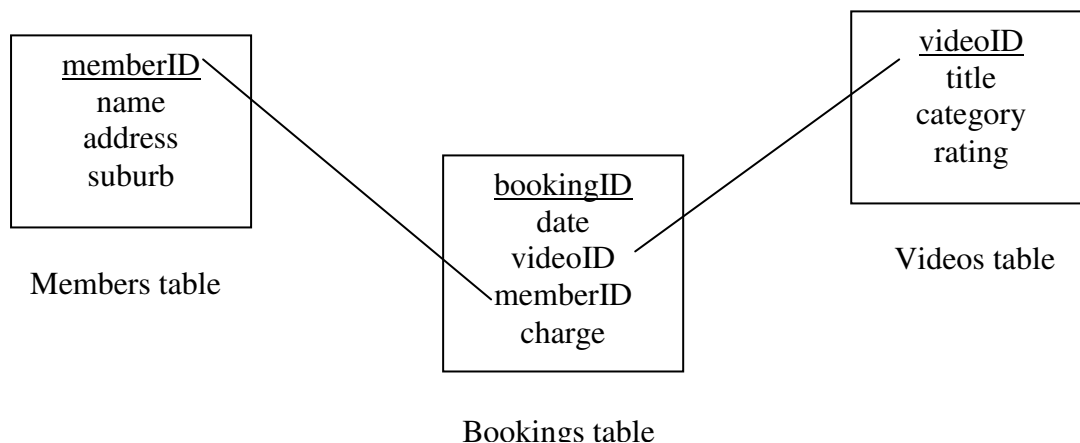 memberID
name
address
suburb
Members table
bookingID
date
videoID
memberID
charge
Bookings table
videoID
title
category
rating
Videos table